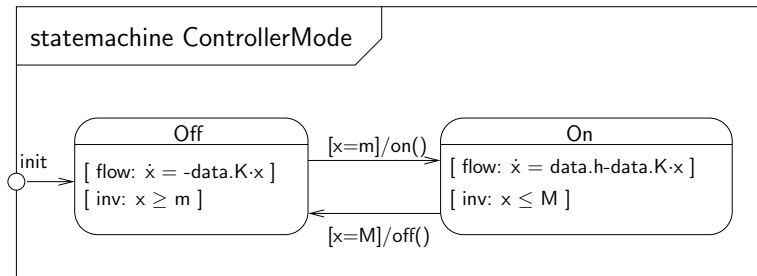 statemachine ControllerMode
init
Off
[ flow: ẋ = -data.K·x ]
[ inv: x ≥ m ]
[x=m]/on()
[x=M]/off()
On
[ flow: ẋ = data.h-data.K·x ]
[ inv: x ≤ M ]